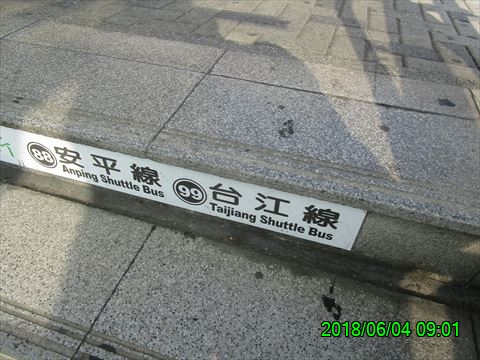 88 安平線
Anping Shuttle Bus
99 台江線
Taijiang Shuttle Bus
2018/06/04 09:01